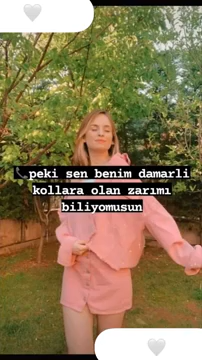 📞peki sen benim damarli
kollara olan zarımı
biliyomusun